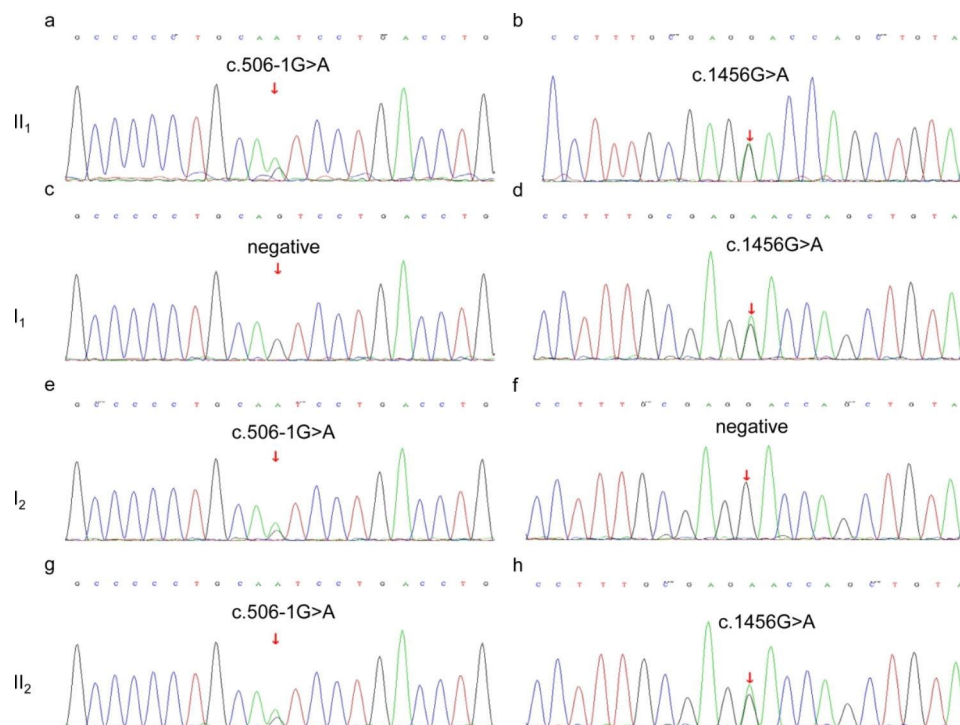 a b
G C C C C C T G C A A T C C T G A C C T G
C C T T T G C G A G G A C C A G C T G T A
c.506-1G>A
c.1456G>A
II₁
c d
G C C C C C T G C A G T C C T G A C C T G
C C T T T G C G A G A A C C A G C T G T A
negative
c.1456G>A
I₁
e f
G C C C C C T G C A A T C C T G A C C T G
C C T T T G C G A G G A C C A G C T G T A
c.506-1G>A
negative
I₂
g h
G C C C C C T G C A A T C C T G A C C T G
C C T T T G C G A G A A C C A G C T G T A
c.506-1G>A
c.1456G>A
II₂